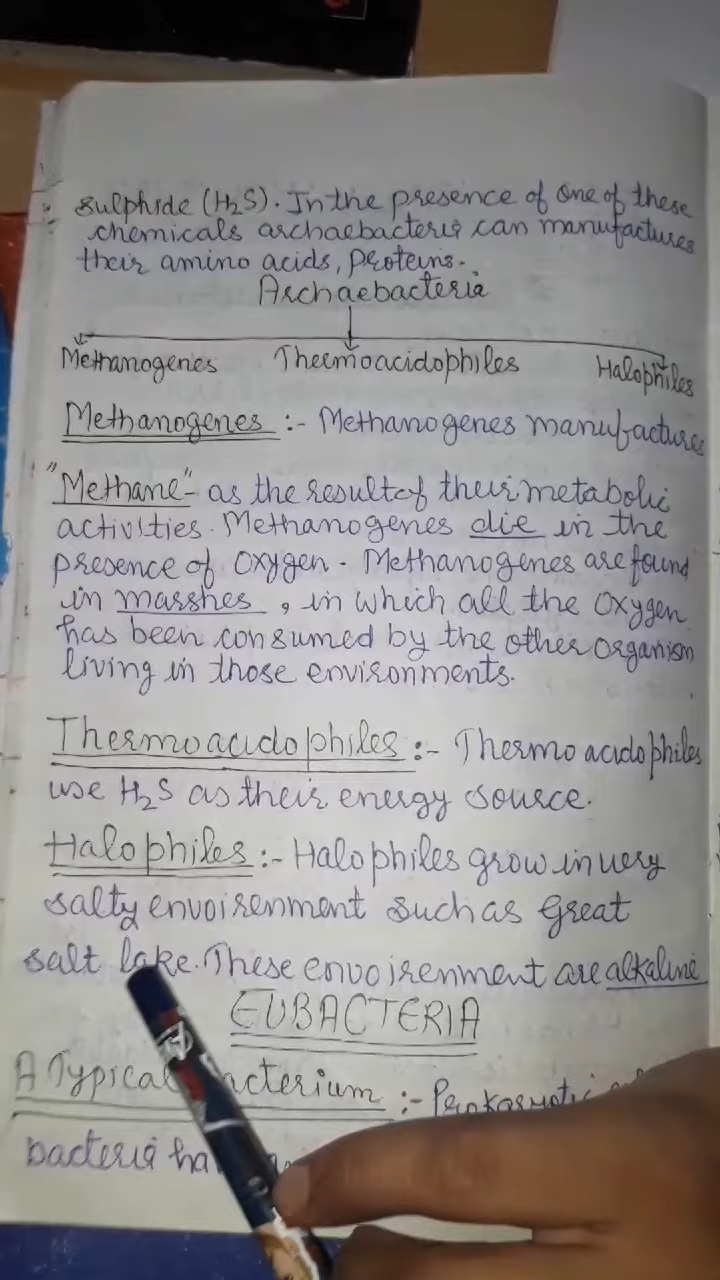 sulphide (H2S). In the presence of one of these
chemicals archaebacteria can manufactures
their amino acids, proteins.
Archaebacteria
Methanogenes Thermoacidophiles Halophiles
Methanogenes :- Methanogenes manufactures
"Methane" as the result of their metabolic
activities. Methanogenes die in the
presence of oxygen. Methanogenes are found
in marshes, in which all the oxygen
has been consumed by the other organism
living in those environments.
Thermoacidophiles :- Thermoacidophiles
use H2S as their energy source.
Halophiles :- Halophiles grow in very
salty envoirenment such as Great
salt lake. These envoirenment are alkaline
EUBACTERIA
A Typical Bacterium :- Prokaryotic
bacteria